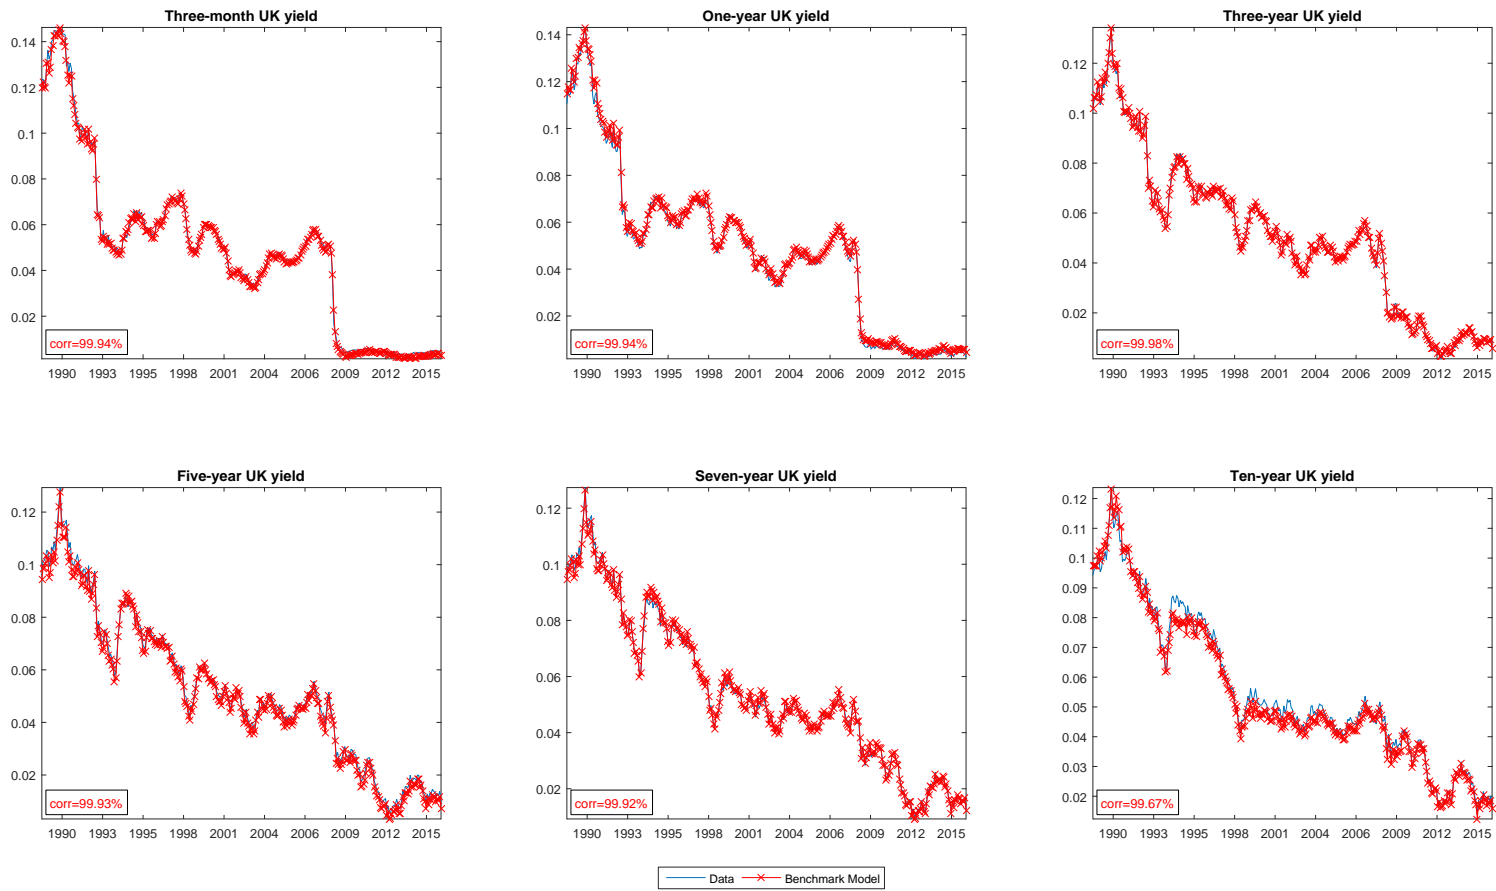 Three-month UK yield
0.14
0.12
0.1
0.08
0.06
0.04
0.02
corr=99.94%
1990 1993 1995 1998 2001 2004 2006 2009 2012 2015
One-year UK yield
0.14
0.12
0.1
0.08
0.06
0.04
0.02
corr=99.94%
1990 1993 1995 1998 2001 2004 2006 2009 2012 2015
Three-year UK yield
0.12
0.1
0.08
0.06
0.04
0.02
corr=99.98%
1990 1993 1995 1998 2001 2004 2006 2009 2012 2015
Five-year UK yield
0.12
0.1
0.08
0.06
0.04
0.02
corr=99.93%
1990 1993 1995 1998 2001 2004 2006 2009 2012 2015
Seven-year UK yield
0.12
0.1
0.08
0.06
0.04
0.02
corr=99.92%
1990 1993 1995 1998 2001 2004 2006 2009 2012 2015
Ten-year UK yield
0.12
0.11
0.1
0.09
0.08
0.07
0.06
0.05
0.04
0.03
0.02
corr=99.67%
1990 1993 1995 1998 2001 2004 2006 2009 2012 2015
Data Benchmark Model